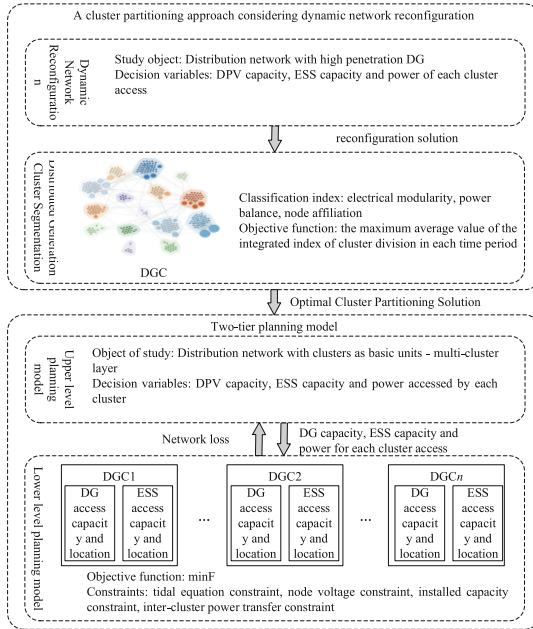 A cluster partitioning approach considering dynamic network reconfiguration
Dynamic
Network
Reconfiguratio
n
Study object: Distribution network with high penetration DG
Decision variables: DPV capacity, ESS capacity and power of each cluster
access
reconfiguration solution
Distributed Generation
Cluster Segmentation
DGC
Classification index: electrical modularity, power
balance, node affiliation
Objective function: the maximum average value of the
integrated index of cluster division in each time period
Optimal Cluster Partitioning Solution
Two-tier planning model
Upper level
planning
model
Object of study: Distribution network with clusters as basic units - multi-cluster
layer
Decision variables: DPV capacity, ESS capacity and power accessed by each
cluster
Network loss
DG capacity, ESS capacity and
power for each cluster access
Lower level planning model
DGC1
DG
access
capacit
y and
location
ESS
access
capacit
y and
location
...
DGC2
DG
access
capacit
y and
location
ESS
access
capacit
y and
location
...
DGCn
DG
access
capacit
y and
location
ESS
access
capacit
y and
location
Objective function: minF
Constraints: tidal equation constraint, node voltage constraint, installed capacity
constraint, inter-cluster power transfer constraint